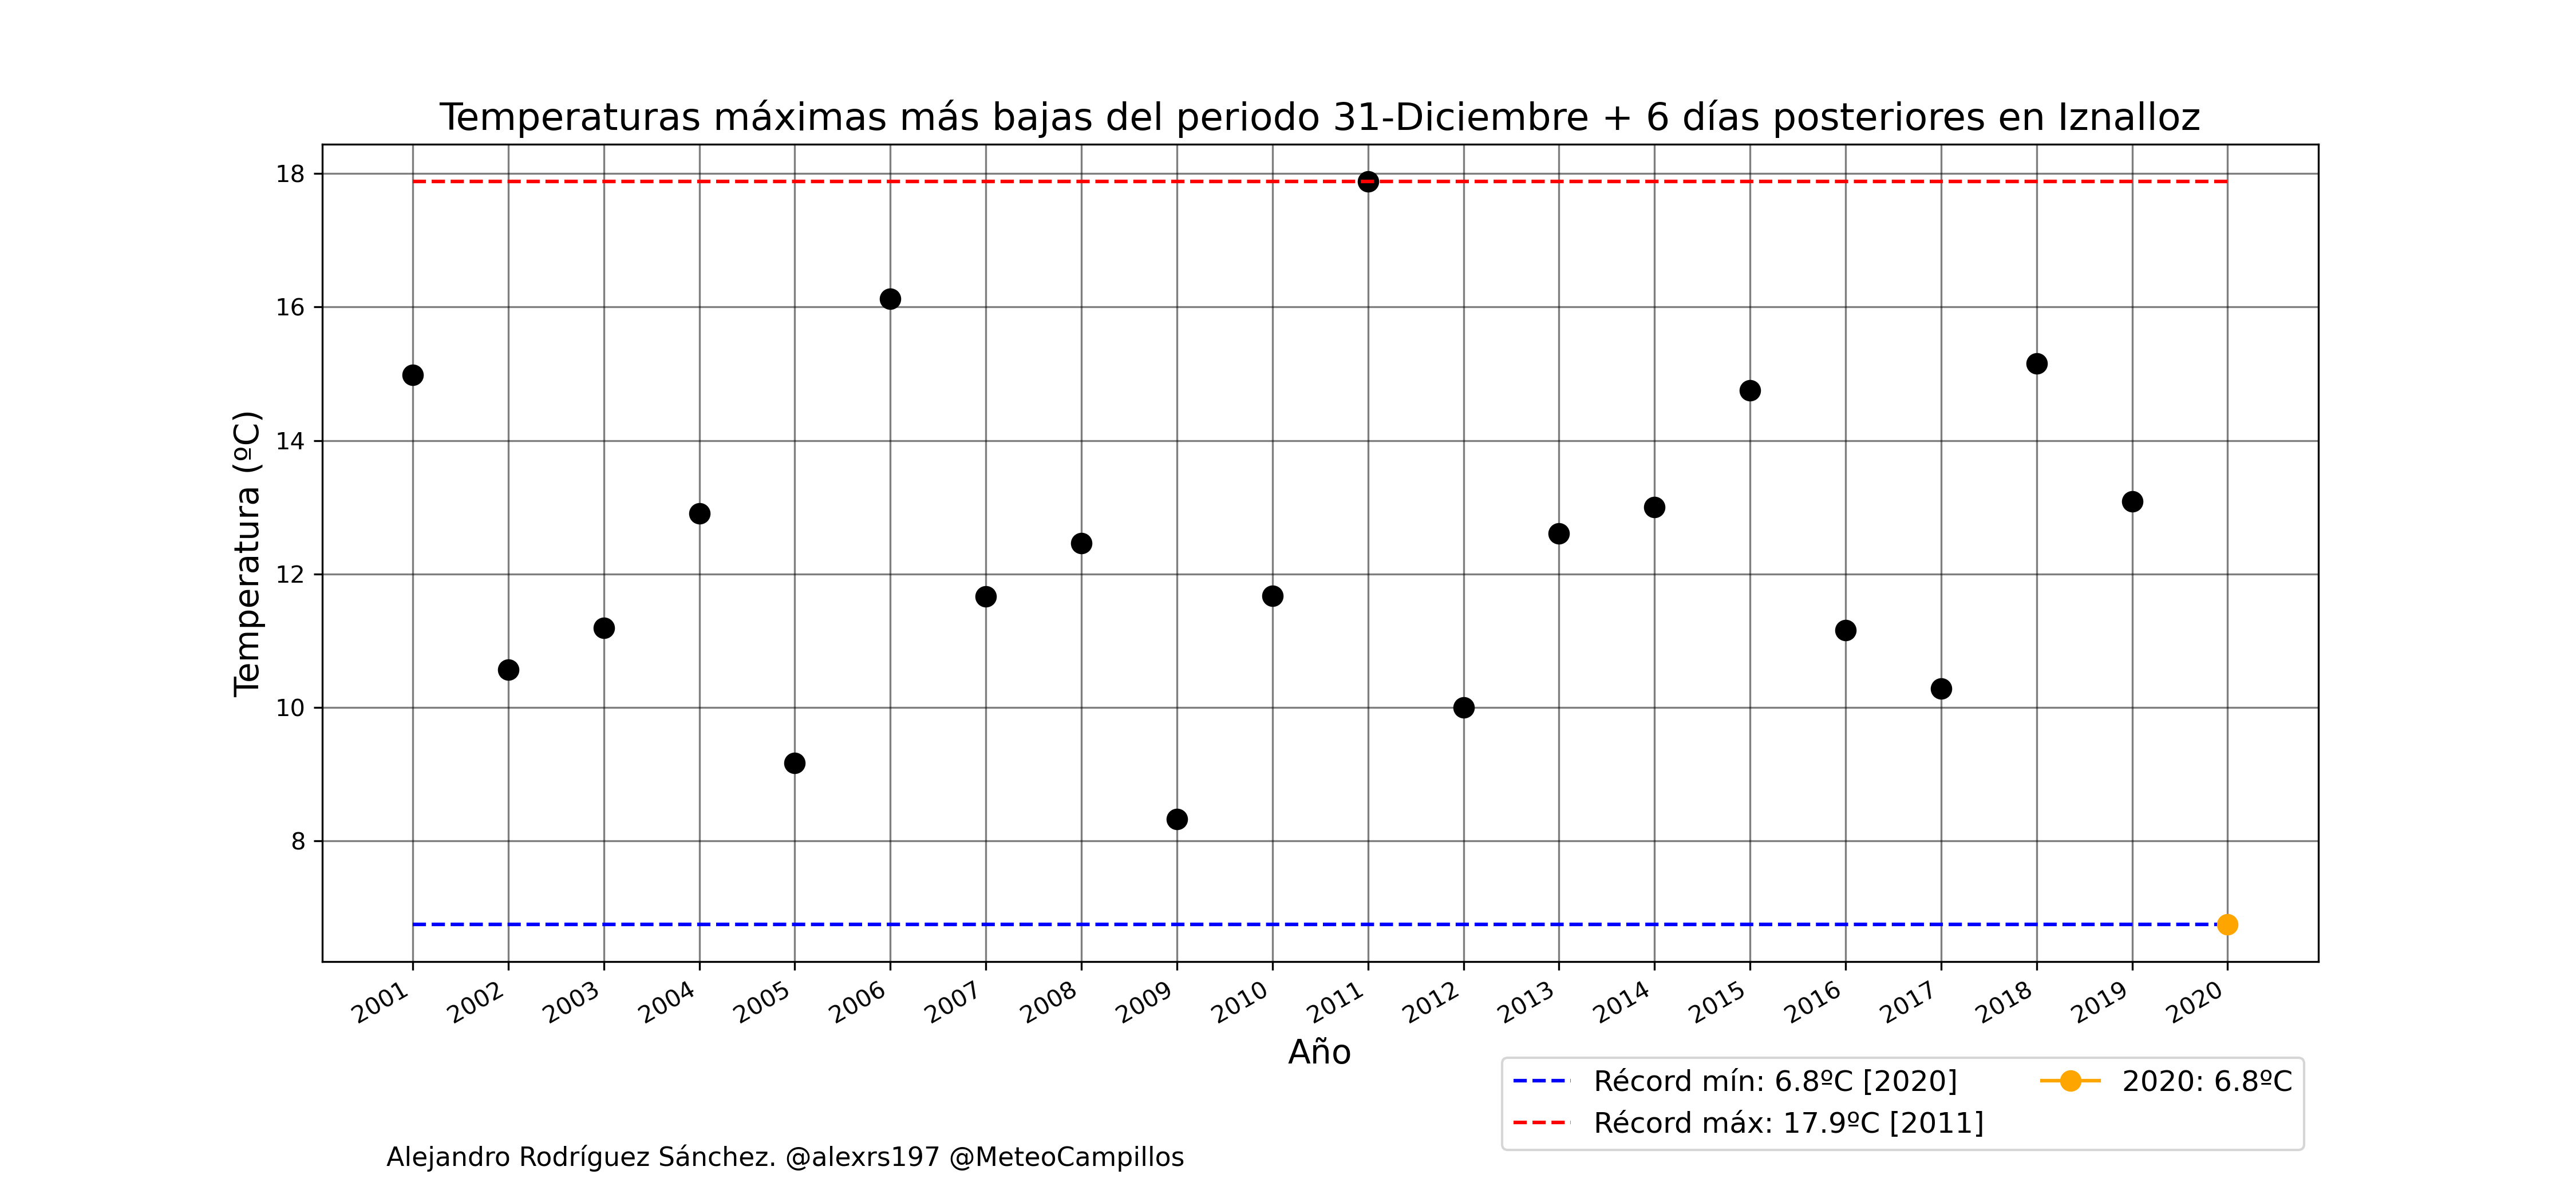 Temperaturas máximas más bajas del periodo 31-Diciembre + 6 días posteriores en Iznalloz
Temperatura (ºC)
18
16
14
12
10
8
2001 2002 2003 2004 2005 2006 2007 2008 2009 2010 2011 2012 2013 2014 2015 2016 2017 2018 2019 2020
Año
Récord mín: 6.8ºC [2020]
Récord máx: 17.9ºC [2011]
2020: 6.8ºC
Alejandro Rodríguez Sánchez. @alexrs197 @MeteoCampillos